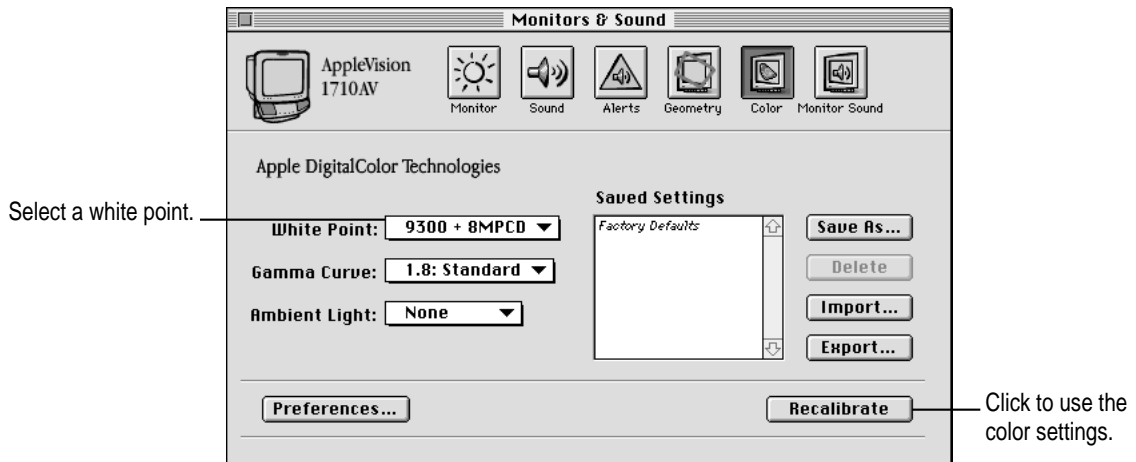 Monitors & Sound
AppleVision
1710AV
Monitor
Sound
Alerts
Geometry
Color
Monitor Sound
Apple DigitalColor Technologies
Select a white point.
White Point: 9300 + 8MPCD
Gamma Curve: 1.8: Standard
Ambient Light: None
Saved Settings
Factory Defaults
Save As...
Delete
Import...
Export...
Preferences...
Recalibrate
Click to use the
color settings.